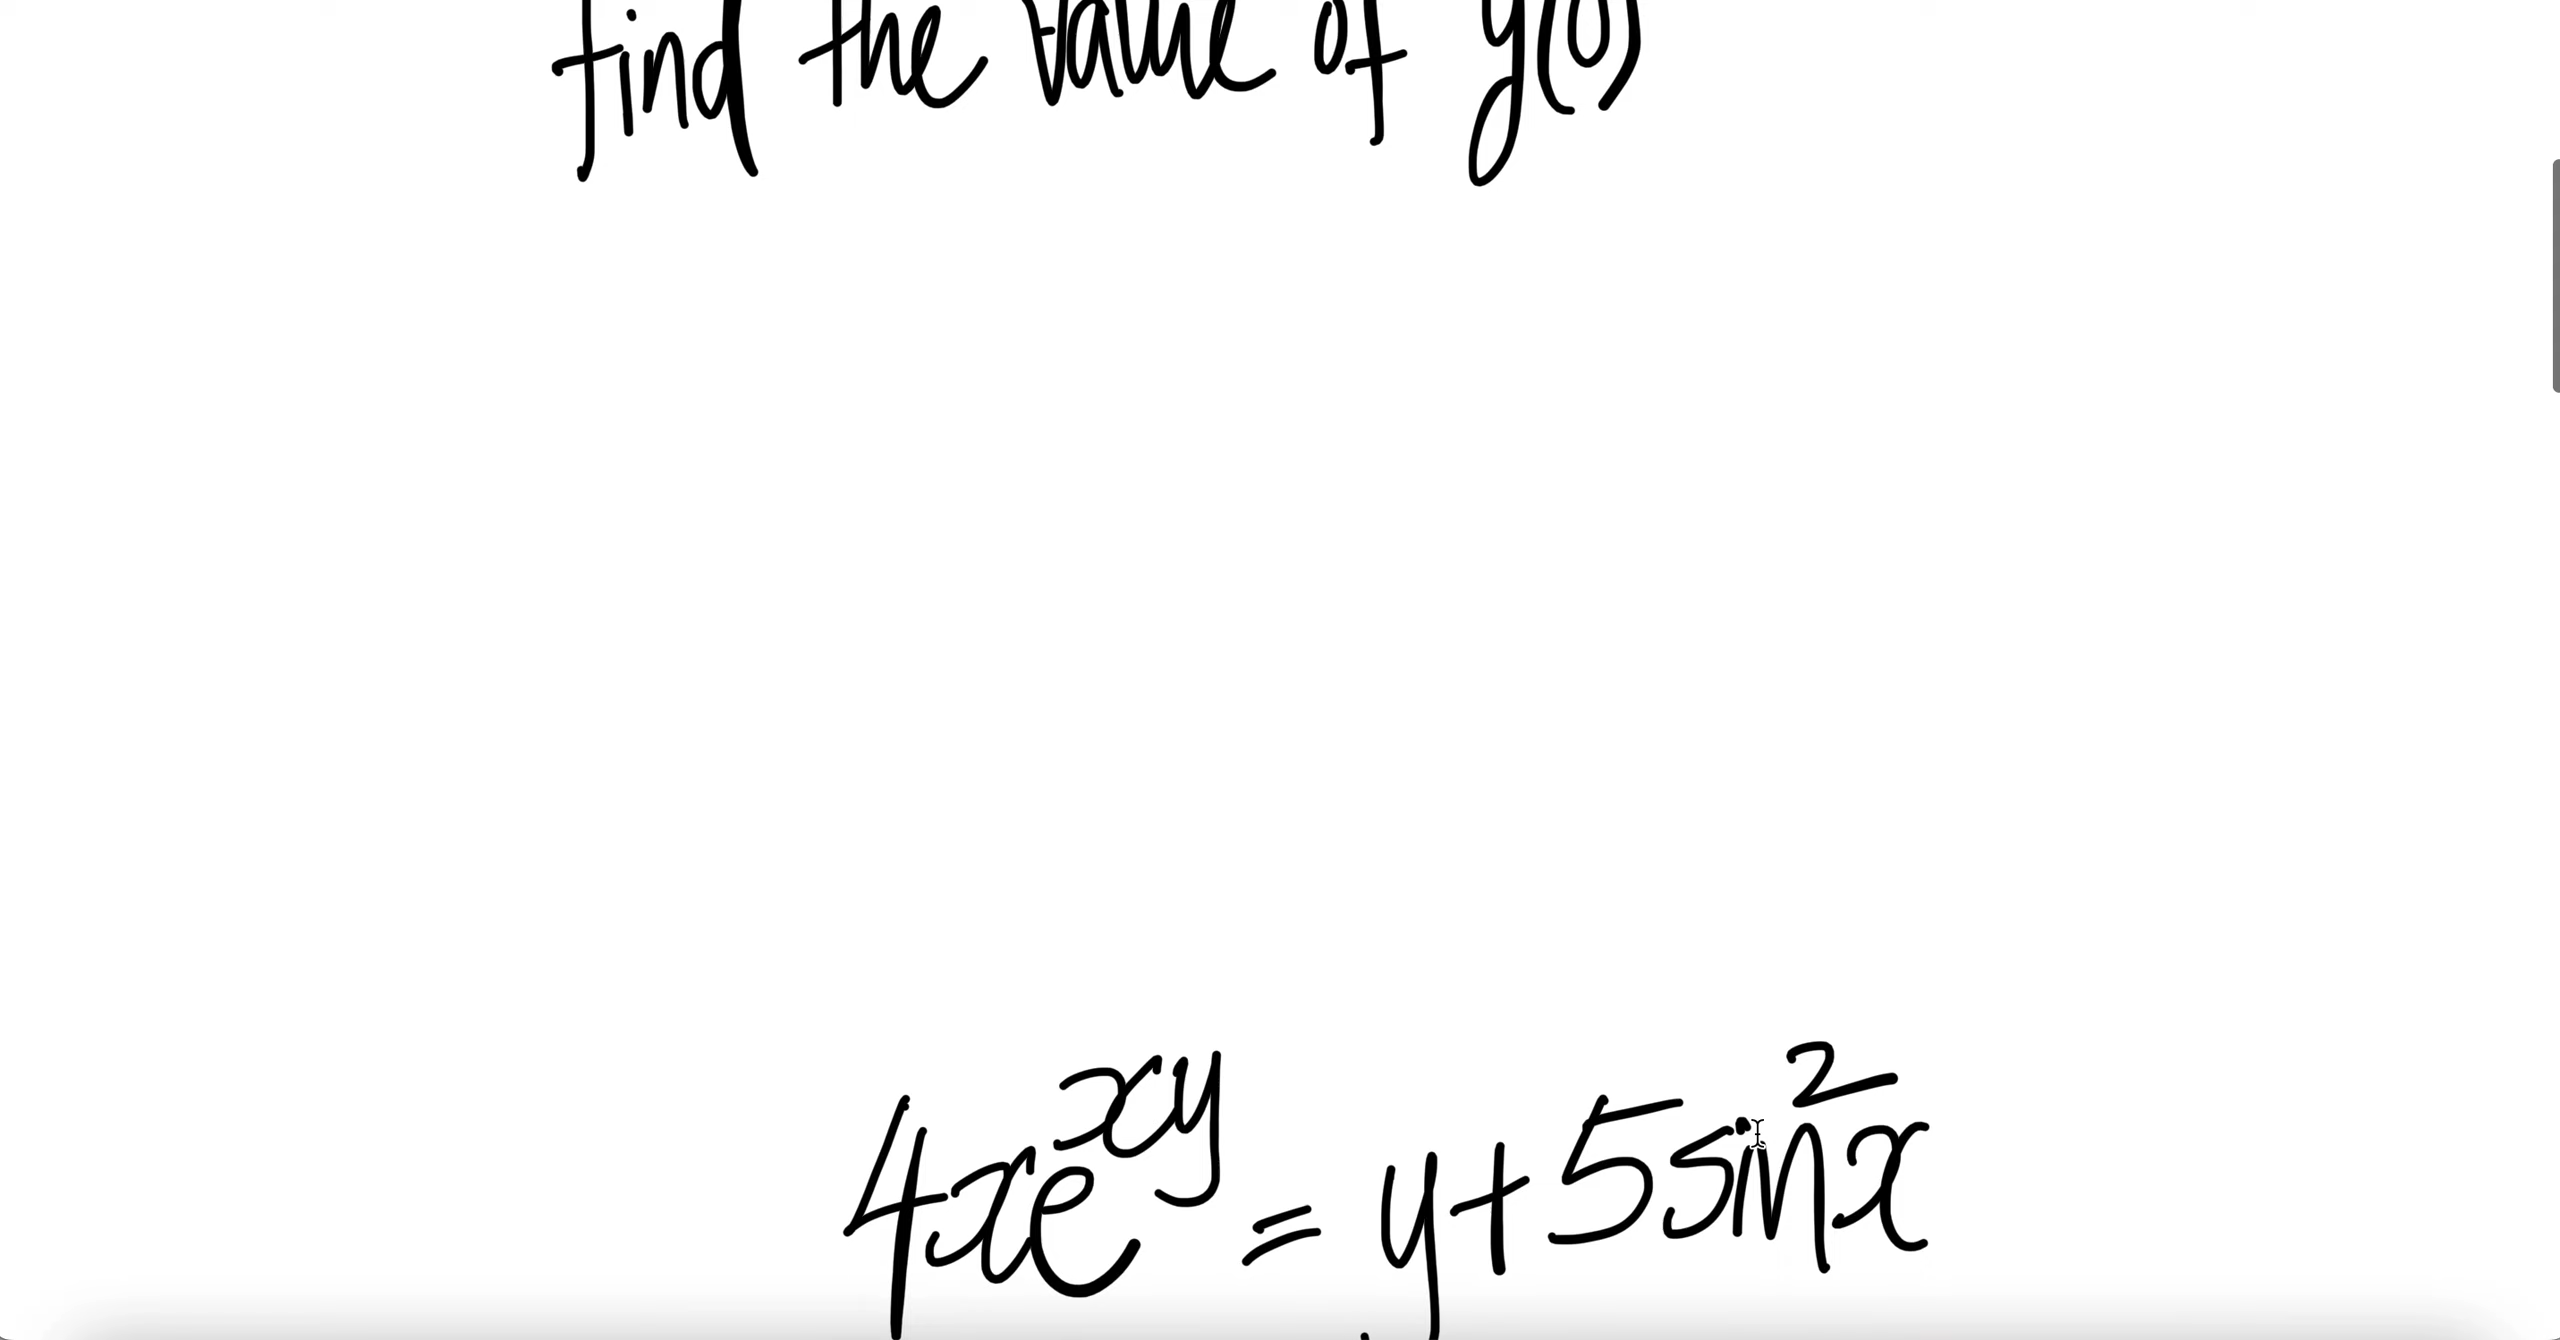 find the value of y(0)
4xe^{xy} = y + 5sin^2x